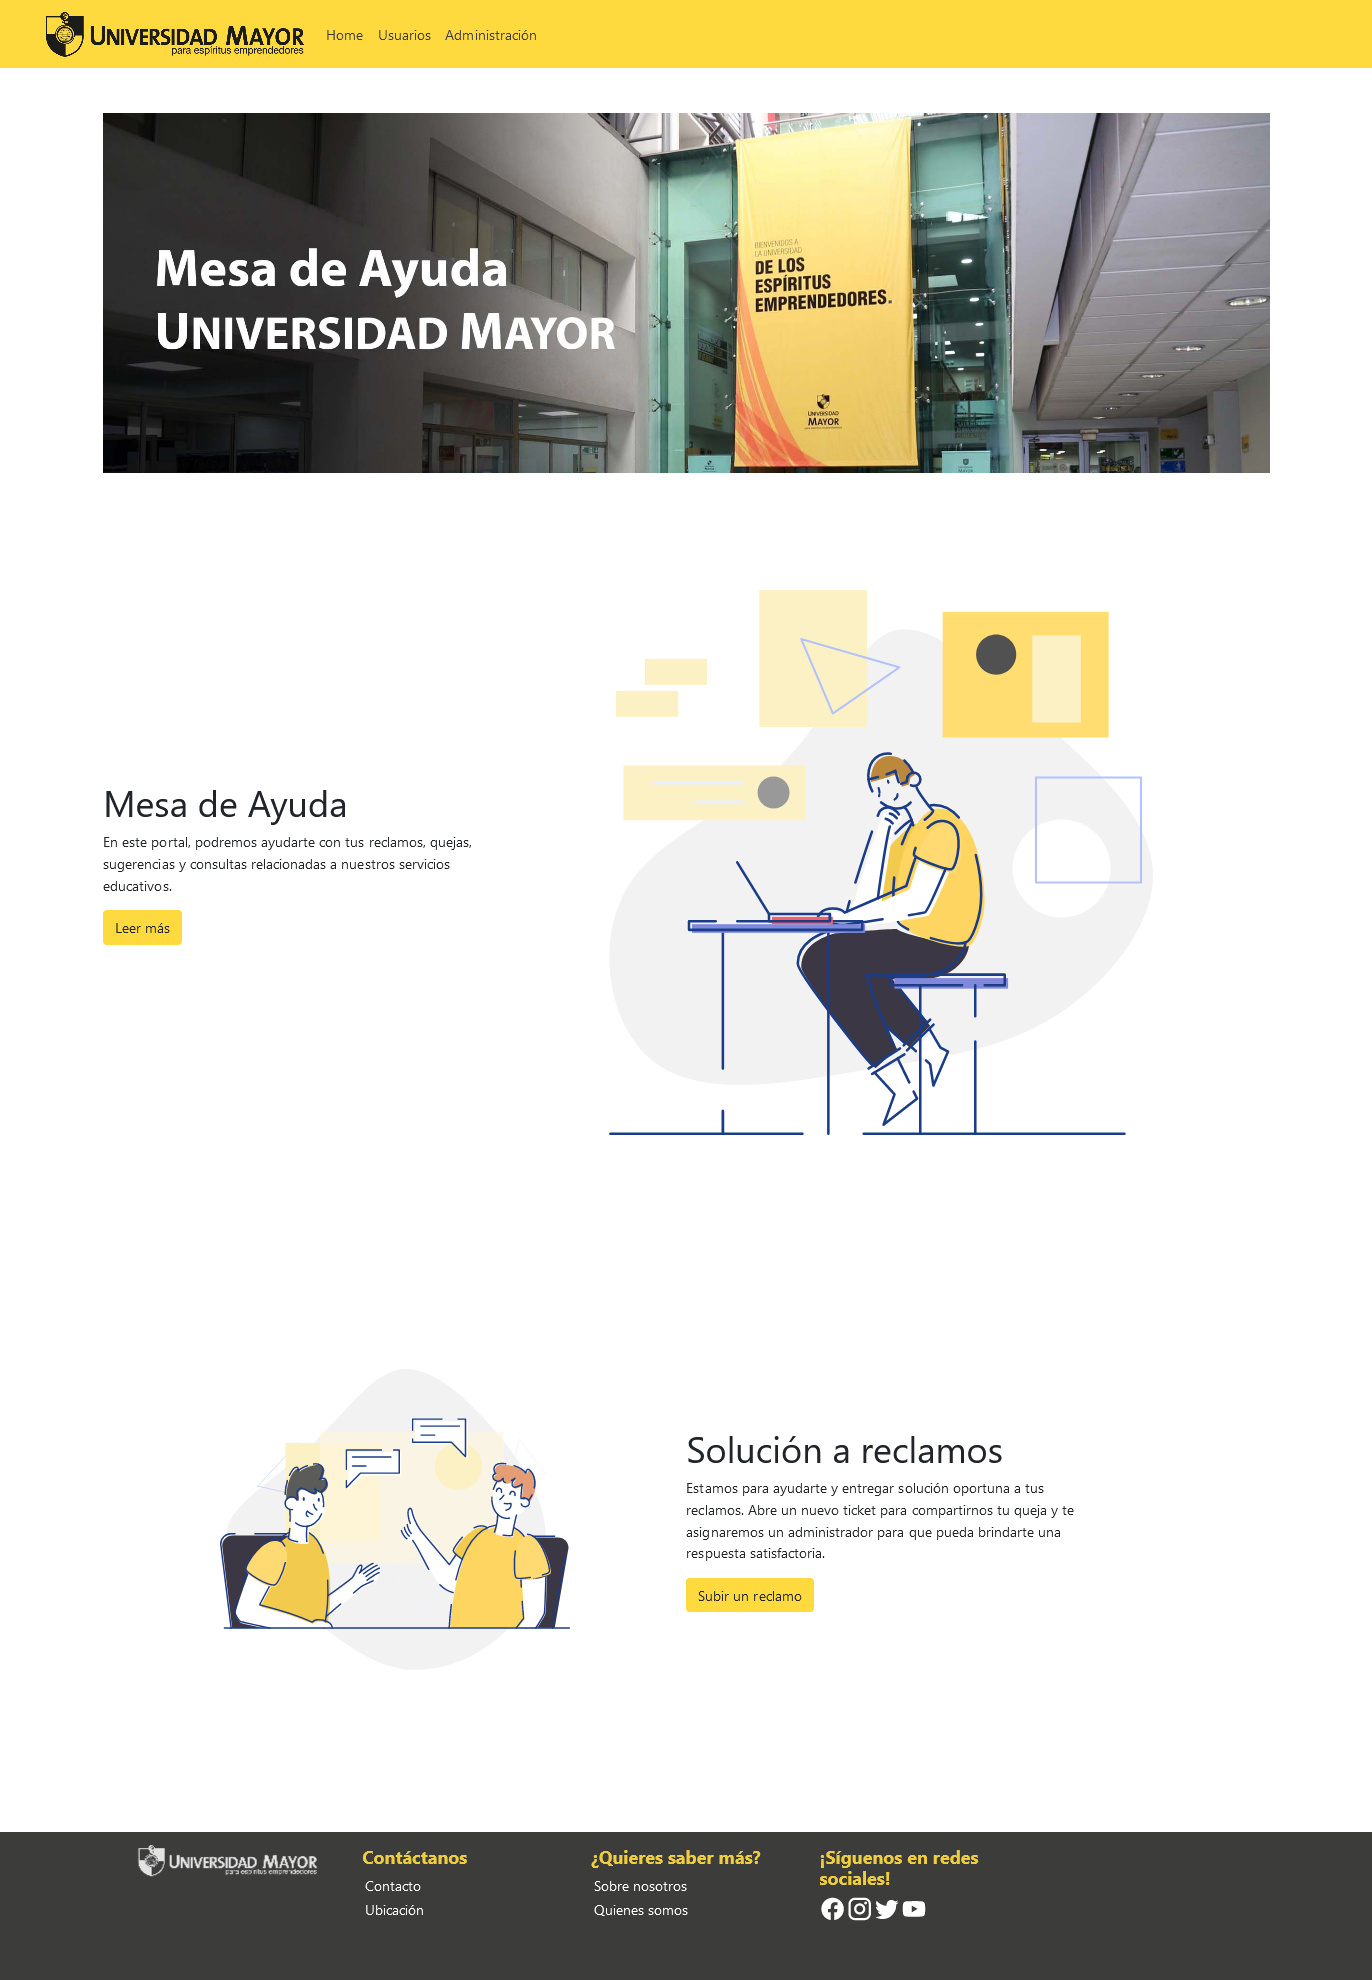 UNIVERSIDAD MAYOR
para espíritus emprendedores
Home Usuarios Administración
Mesa de Ayuda
UNIVERSIDAD MAYOR
BIENVENIDOS A
LA UNIVERSIDAD
DE LOS
ESPÍRITUS
EMPRENDEDORES.
UNIVERSIDAD
MAYOR
Mesa de Ayuda
En este portal, podremos ayudarte con tus reclamos, quejas,
sugerencias y consultas relacionadas a nuestros servicios
educativos.
Leer más
Solución a reclamos
Estamos para ayudarte y entregar solución oportuna a tus
reclamos. Abre un nuevo ticket para compartirnos tu queja y te
asignaremos un administrador para que pueda brindarte una
respuesta satisfactoria.
Subir un reclamo
UNIVERSIDAD MAYOR
para espíritus emprendedores
Contáctanos
Contacto
Ubicación
¿Quieres saber más?
Sobre nosotros
Quienes somos
¡Síguenos en redes
sociales!